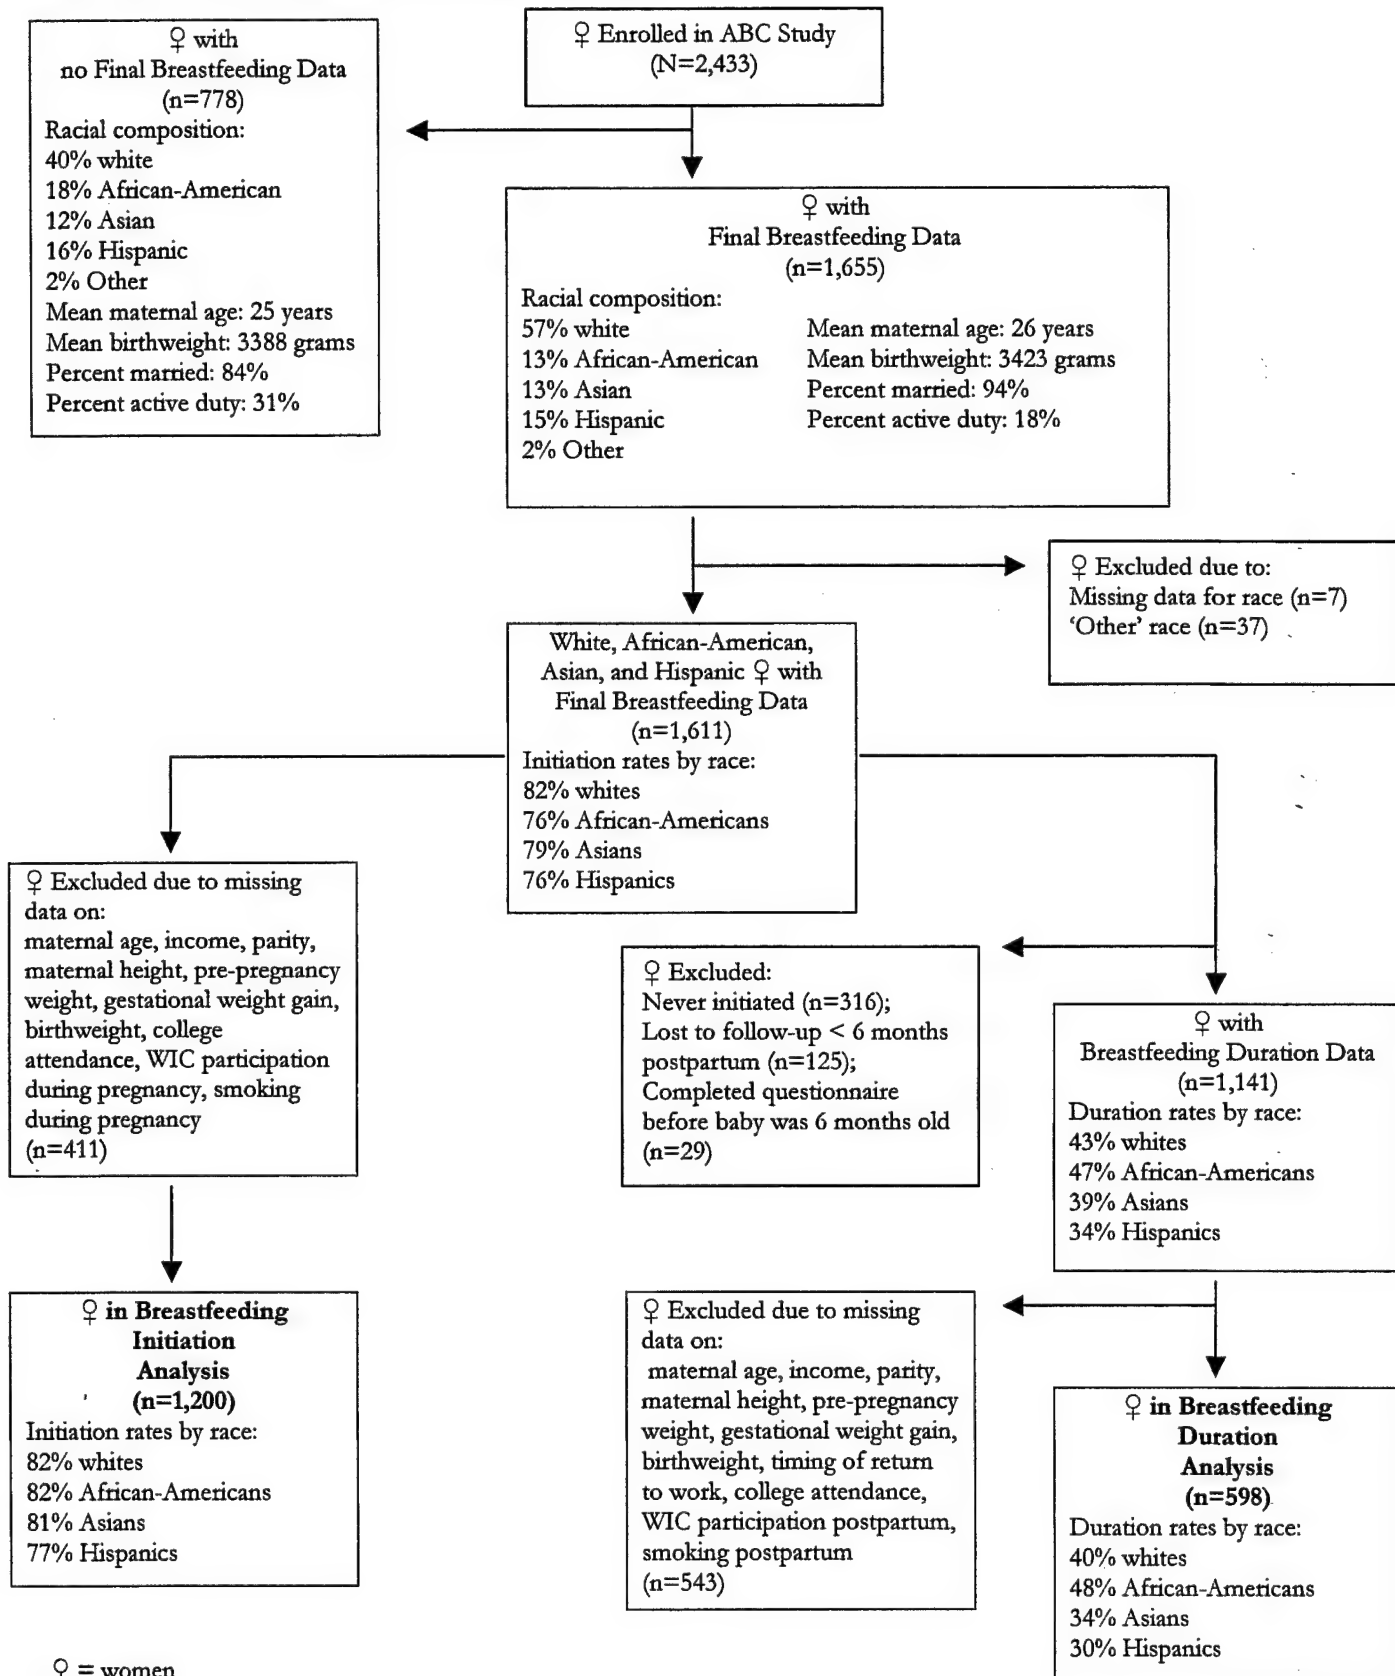 ♀ with
no Final Breastfeeding Data
(n=778)
Racial composition:
40% white
18% African-American
12% Asian
16% Hispanic
2% Other
Mean maternal age: 25 years
Mean birthweight: 3388 grams
Percent married: 84%
Percent active duty: 31%
♀ Enrolled in ABC Study
(N=2,433)
♀ with
Final Breastfeeding Data
(n=1,655)
Racial composition:
57% white
13% African-American
13% Asian
15% Hispanic
2% Other
Mean maternal age: 26 years
Mean birthweight: 3423 grams
Percent married: 94%
Percent active duty: 18%
♀ Excluded due to:
Missing data for race (n=7)
‘Other’ race (n=37)
White, African-American,
Asian, and Hispanic ♀ with
Final Breastfeeding Data
(n=1,611)
Initiation rates by race:
82% whites
76% African-Americans
79% Asians
76% Hispanics
♀ Excluded due to missing
data on:
maternal age, income, parity,
maternal height, pre-pregnancy
weight, gestational weight gain,
birthweight, college
attendance, WIC participation
during pregnancy, smoking
during pregnancy
(n=411)
♀ Excluded:
Never initiated (n=316);
Lost to follow-up < 6 months
postpartum (n=125);
Completed questionnaire
before baby was 6 months old
(n=29)
♀ with
Breastfeeding Duration Data
(n=1,141)
Duration rates by race:
43% whites
47% African-Americans
39% Asians
34% Hispanics
♀ in Breastfeeding
Initiation
Analysis
(n=1,200)
Initiation rates by race:
82% whites
82% African-Americans
81% Asians
77% Hispanics
♀ Excluded due to missing
data on:
maternal age, income, parity,
maternal height, pre-pregnancy
weight, gestational weight gain,
birthweight, timing of return
to work, college attendance,
WIC participation postpartum,
smoking postpartum
(n=543)
♀ in Breastfeeding
Duration
Analysis
(n=598)
Duration rates by race:
40% whites
48% African-Americans
34% Asians
30% Hispanics
♀ = women